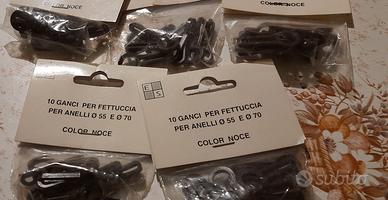 COLOR NOCE
COLOR NOCE
E
S
10 GANCI PER FETTUCCIA
PER ANELLI Ø 55 E Ø 70
COLOR NOCE
10 GANCI PER FETTUCCIA
PER ANELLI Ø 55 E Ø 70
COLOR NOCE
subito